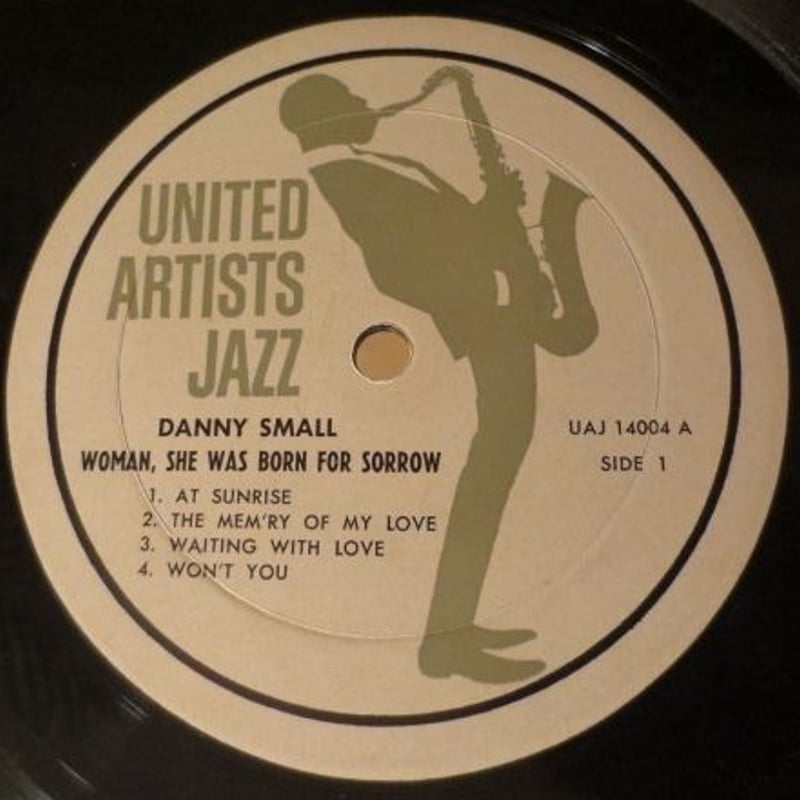 UNITED
ARTISTS
JAZZ
DANNY SMALL
WOMAN, SHE WAS BORN FOR SORROW
1. AT SUNRISE
2. THE MEM'RY OF MY LOVE
3. WAITING WITH LOVE
4. WON'T YOU
UAJ 14004 A
SIDE 1